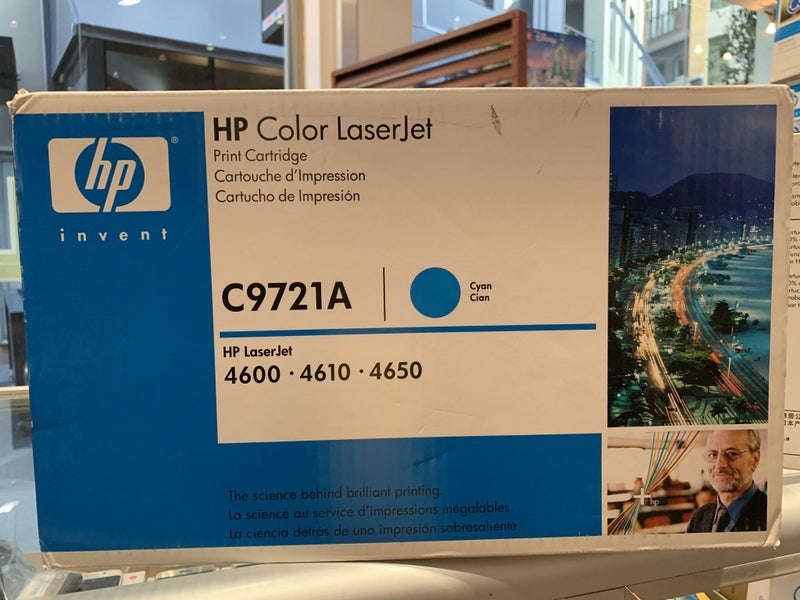 hp
®
invent
HP Color LaserJet
Print Cartridge
Cartouche d'Impression
Cartucho de Impresión
C9721A
Cyan
Cian
HP LaserJet
4600 · 4610 · 4650
The science behind brilliant printing.
La science au service d'impressions inégalables.
La ciencia detrás de una impresión sobresaliente.
+ hp